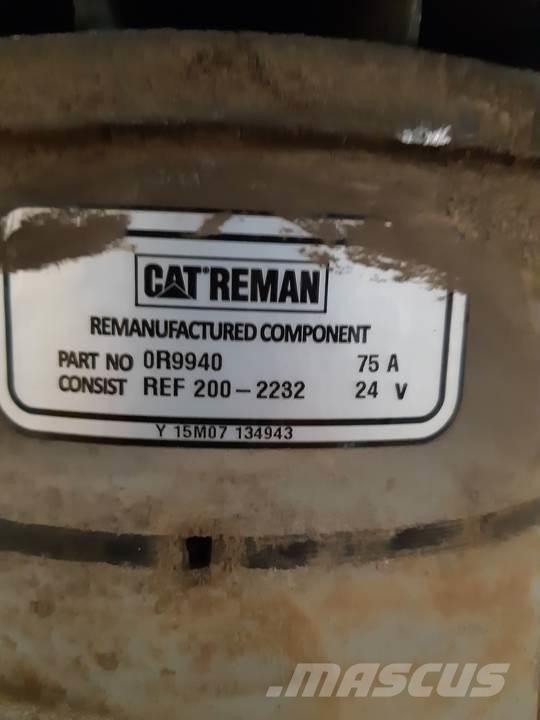 CAT® REMAN
REMANUFACTURED COMPONENT
PART NO 0R9940 75 A
CONSIST REF 200-2232 24 V
Y 15M07 134943
MASCUS